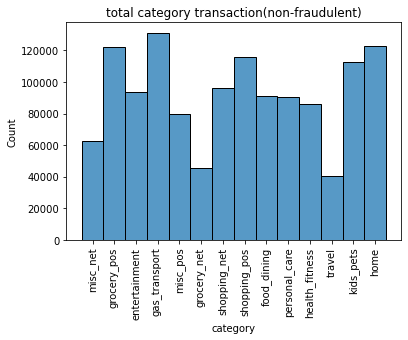 total category transaction(non-fraudulent)
Count
120000
100000
80000
60000
40000
20000
0
misc_net
grocery_pos
entertainment
gas_transport
misc_pos
grocery_net
shopping_net
shopping_pos
food_dining
personal_care
health_fitness
travel
kids_pets
home
category